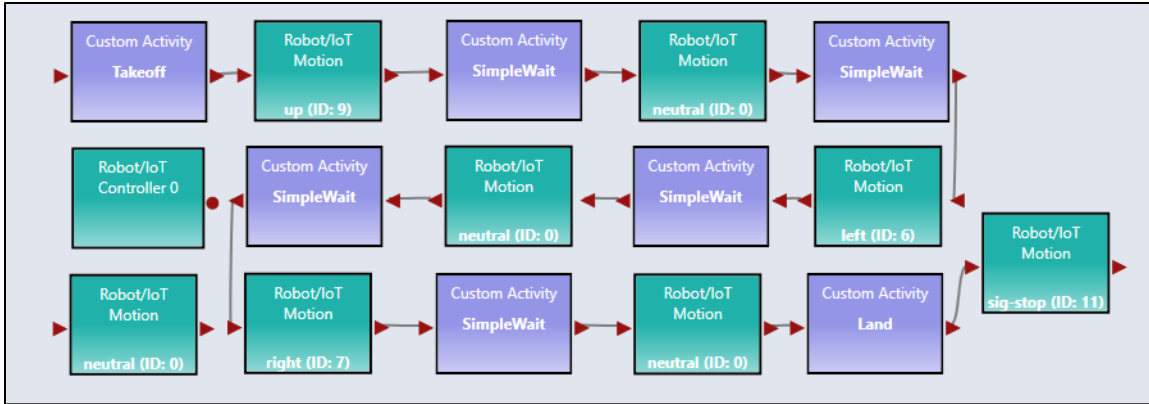 Custom Activity
Takeoff
Robot/IoT
Motion
up (ID: 9)
Custom Activity
SimpleWait
Robot/IoT
Motion
neutral (ID: 0)
Custom Activity
SimpleWait
Robot/IoT
Controller 0
Custom Activity
SimpleWait
Robot/IoT
Motion
neutral (ID: 0)
Custom Activity
SimpleWait
Robot/IoT
Motion
left (ID: 6)
Robot/IoT
Motion
sig-stop (ID: 11)
Robot/IoT
Motion
neutral (ID: 0)
Robot/IoT
Motion
right (ID: 7)
Custom Activity
SimpleWait
Robot/IoT
Motion
neutral (ID: 0)
Custom Activity
Land